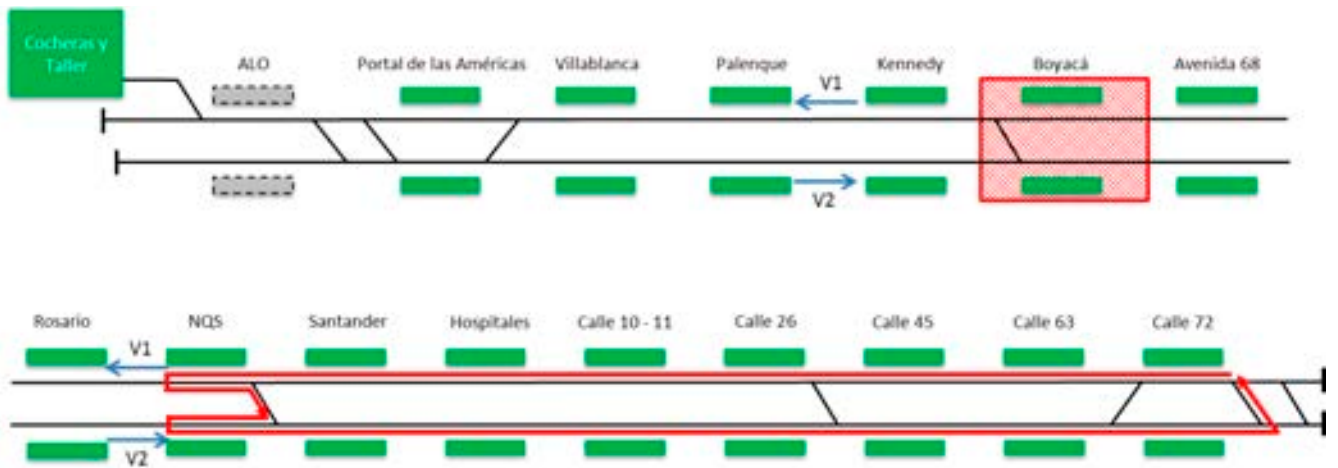 Cocheras y
Taller
ALO
Portal de las Américas
Villablanca
Palenque
Kennedy
Boyacá
Avenida 68
V1
V2
Rosario
NQS
Santander
Hospitales
Calle 10 - 11
Calle 26
Calle 45
Calle 63
Calle 72
V1
V2